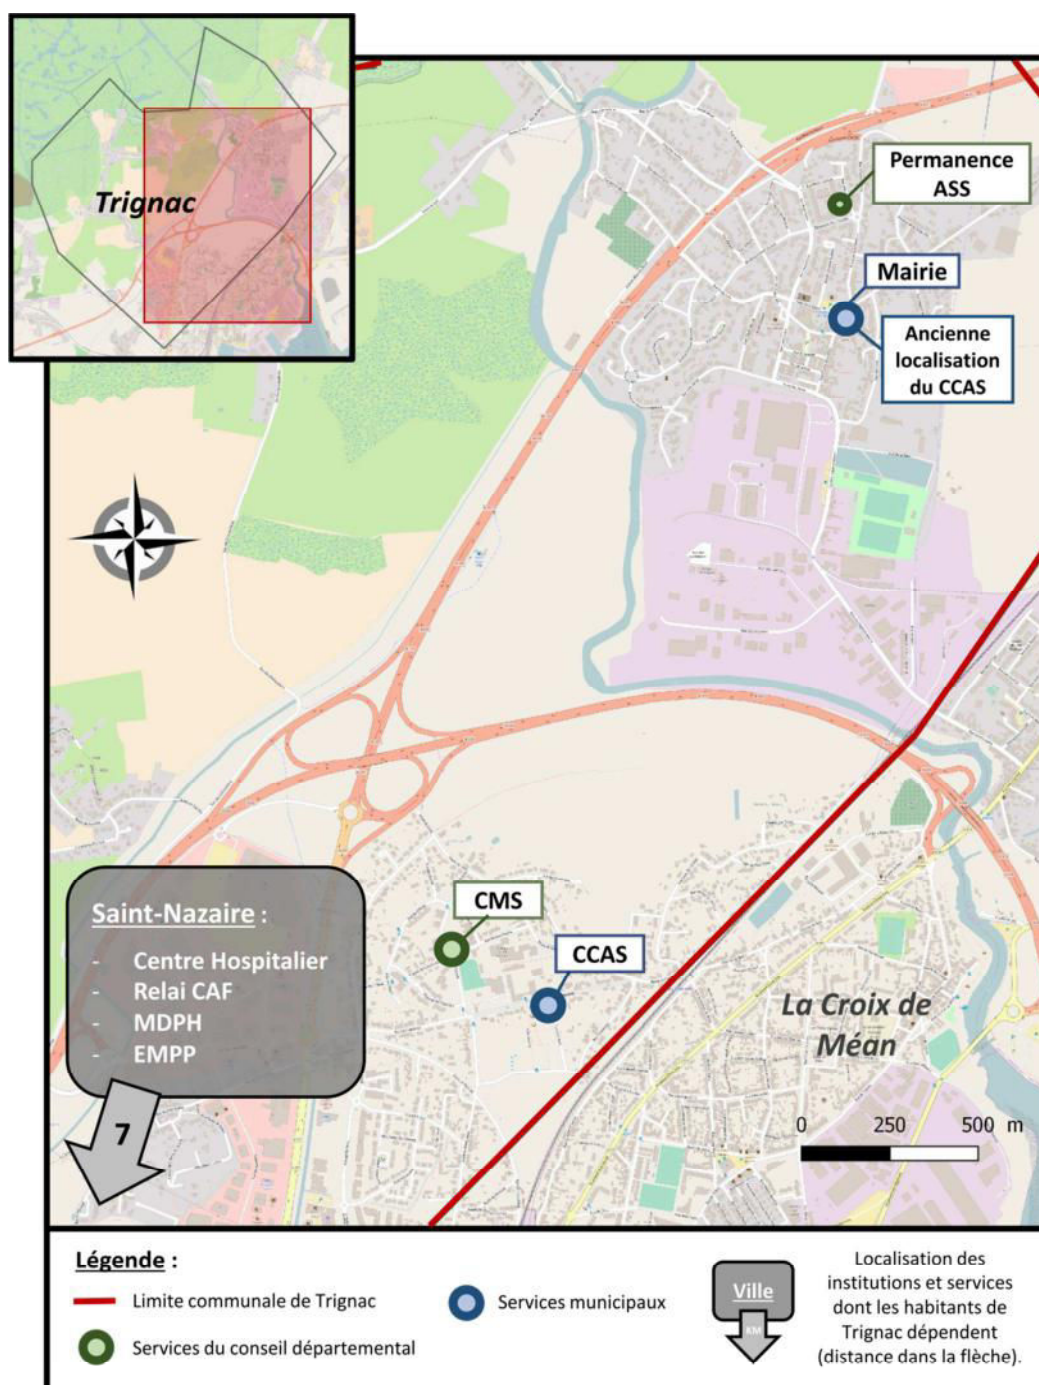 Trignac
Permanence
ASS
Mairie
Ancienne
localisation
du CCAS
CMS
CCAS
Saint-Nazaire :
- Centre Hospitalier
- Relai CAF
- MDPH
- EMPP
7
La Croix de
Méan
0 250 500 m
Légende :
Limite communale de Trignac
Services du conseil départemental
Services municipaux
Ville
KM
Localisation des
institutions et services
dont les habitants de
Trignac dépendent
(distance dans la flèche).